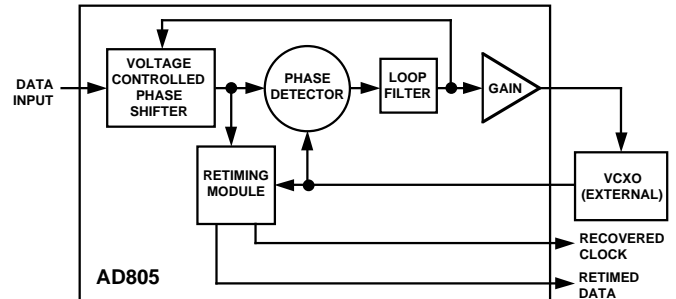 DATA
INPUT
VOLTAGE
CONTROLLED
PHASE
SHIFTER
PHASE
DETECTOR
LOOP
FILTER
GAIN
RETIMING
MODULE
VCXO
(EXTERNAL)
RECOVERED
CLOCK
RETIMED
DATA
AD805